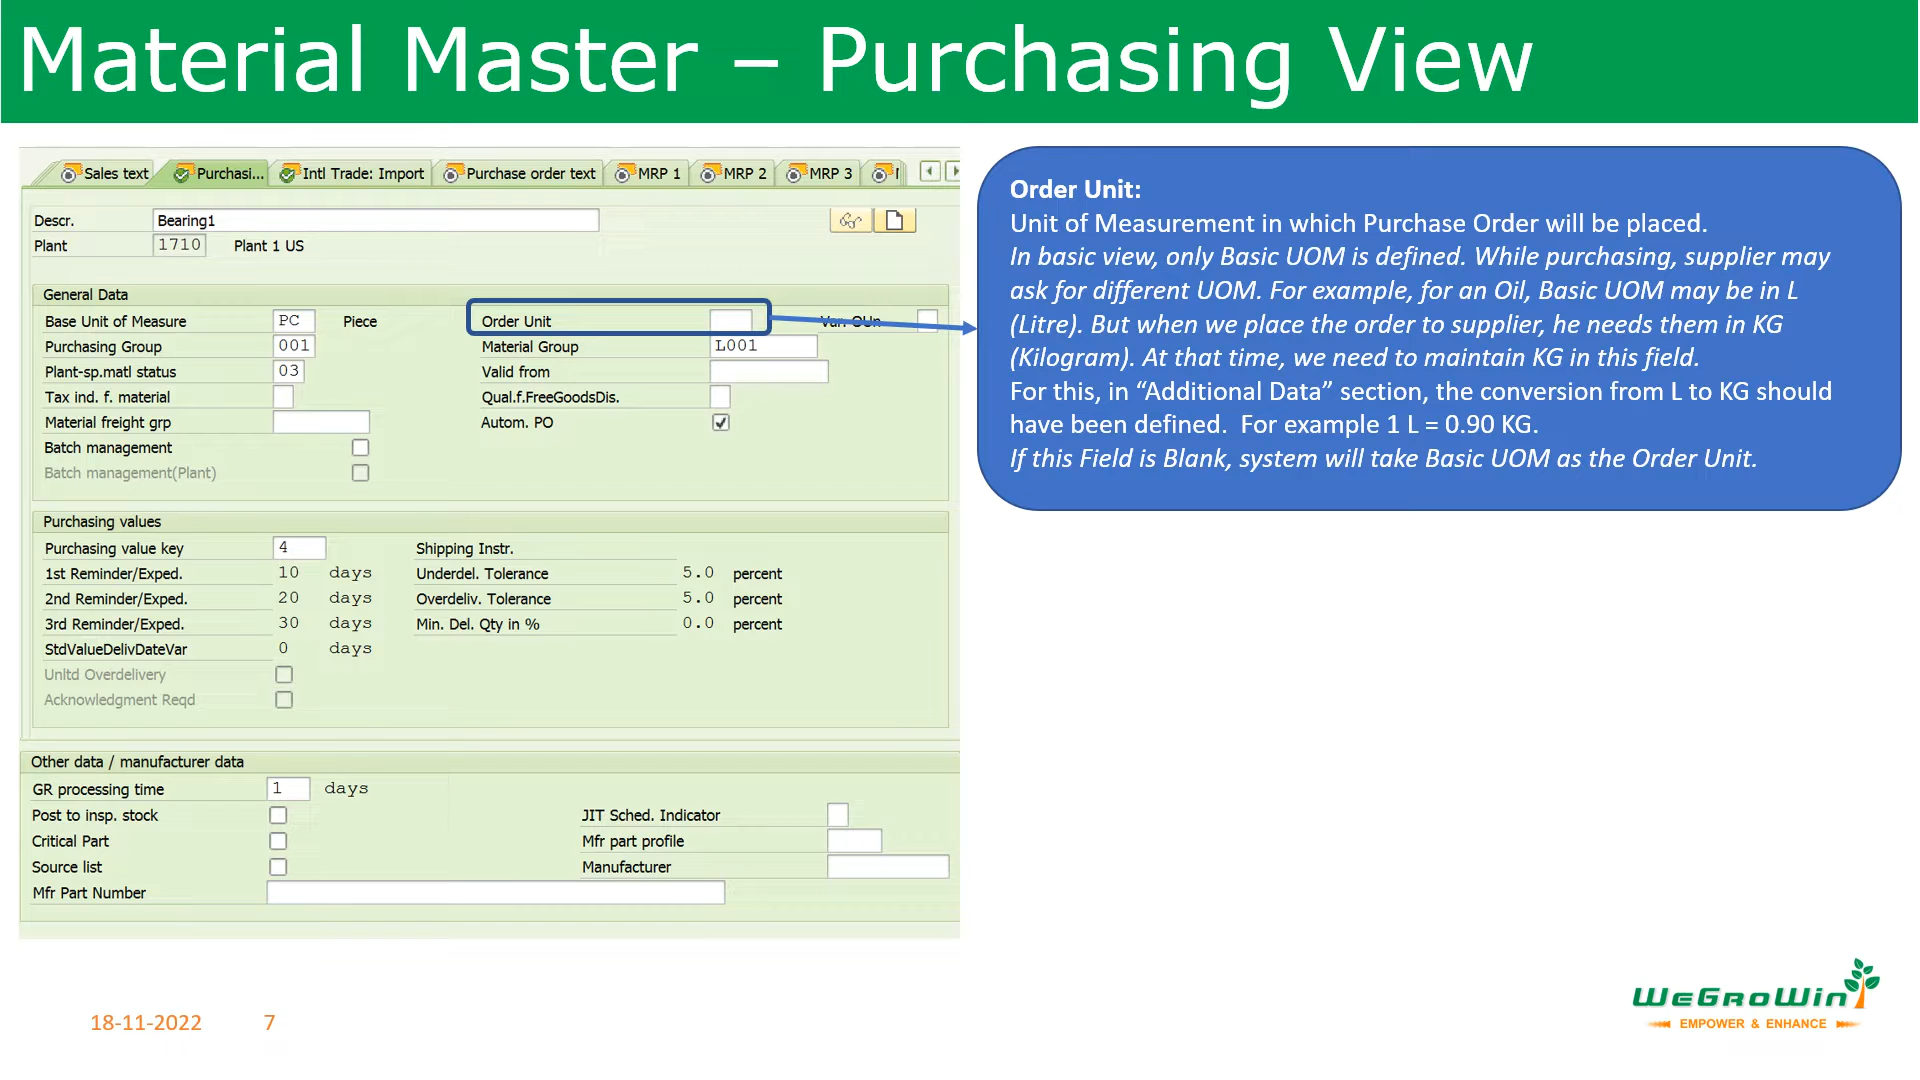 Material Master – Purchasing View
Sales text Purchasi... Intl Trade: Import Purchase order text MRP 1 MRP 2 MRP 3
Descr. Bearing1
Plant 1710 Plant 1 US
General Data
Base Unit of Measure PC Piece Order Unit Var. OUn
Purchasing Group 001 Material Group L001
Plant-sp.matl status 03 Valid from
Tax ind. f. material Qual.f.FreeGoodsDis.
Material freight grp Autom. PO
Batch management
Batch management(Plant)
Purchasing values
Purchasing value key 4 Shipping Instr.
1st Reminder/Exped. 10 days Underdel. Tolerance 5.0 percent
2nd Reminder/Exped. 20 days Overdeliv. Tolerance 5.0 percent
3rd Reminder/Exped. 30 days Min. Del. Qty in % 0.0 percent
StdValueDelivDateVar 0 days
Unltd Overdelivery
Acknowledgment Reqd
Other data / manufacturer data
GR processing time 1 days
Post to insp. stock JIT Sched. Indicator
Critical Part Mfr part profile
Source list Manufacturer
Mfr Part Number
Order Unit:
Unit of Measurement in which Purchase Order will be placed.
In basic view, only Basic UOM is defined. While purchasing, supplier may
ask for different UOM. For example, for an Oil, Basic UOM may be in L
(Litre). But when we place the order to supplier, he needs them in KG
(Kilogram). At that time, we need to maintain KG in this field.
For this, in “Additional Data” section, the conversion from L to KG should
have been defined. For example 1 L = 0.90 KG.
If this Field is Blank, system will take Basic UOM as the Order Unit.
18-11-2022 7
WeGroWin
EMPOWER & ENHANCE